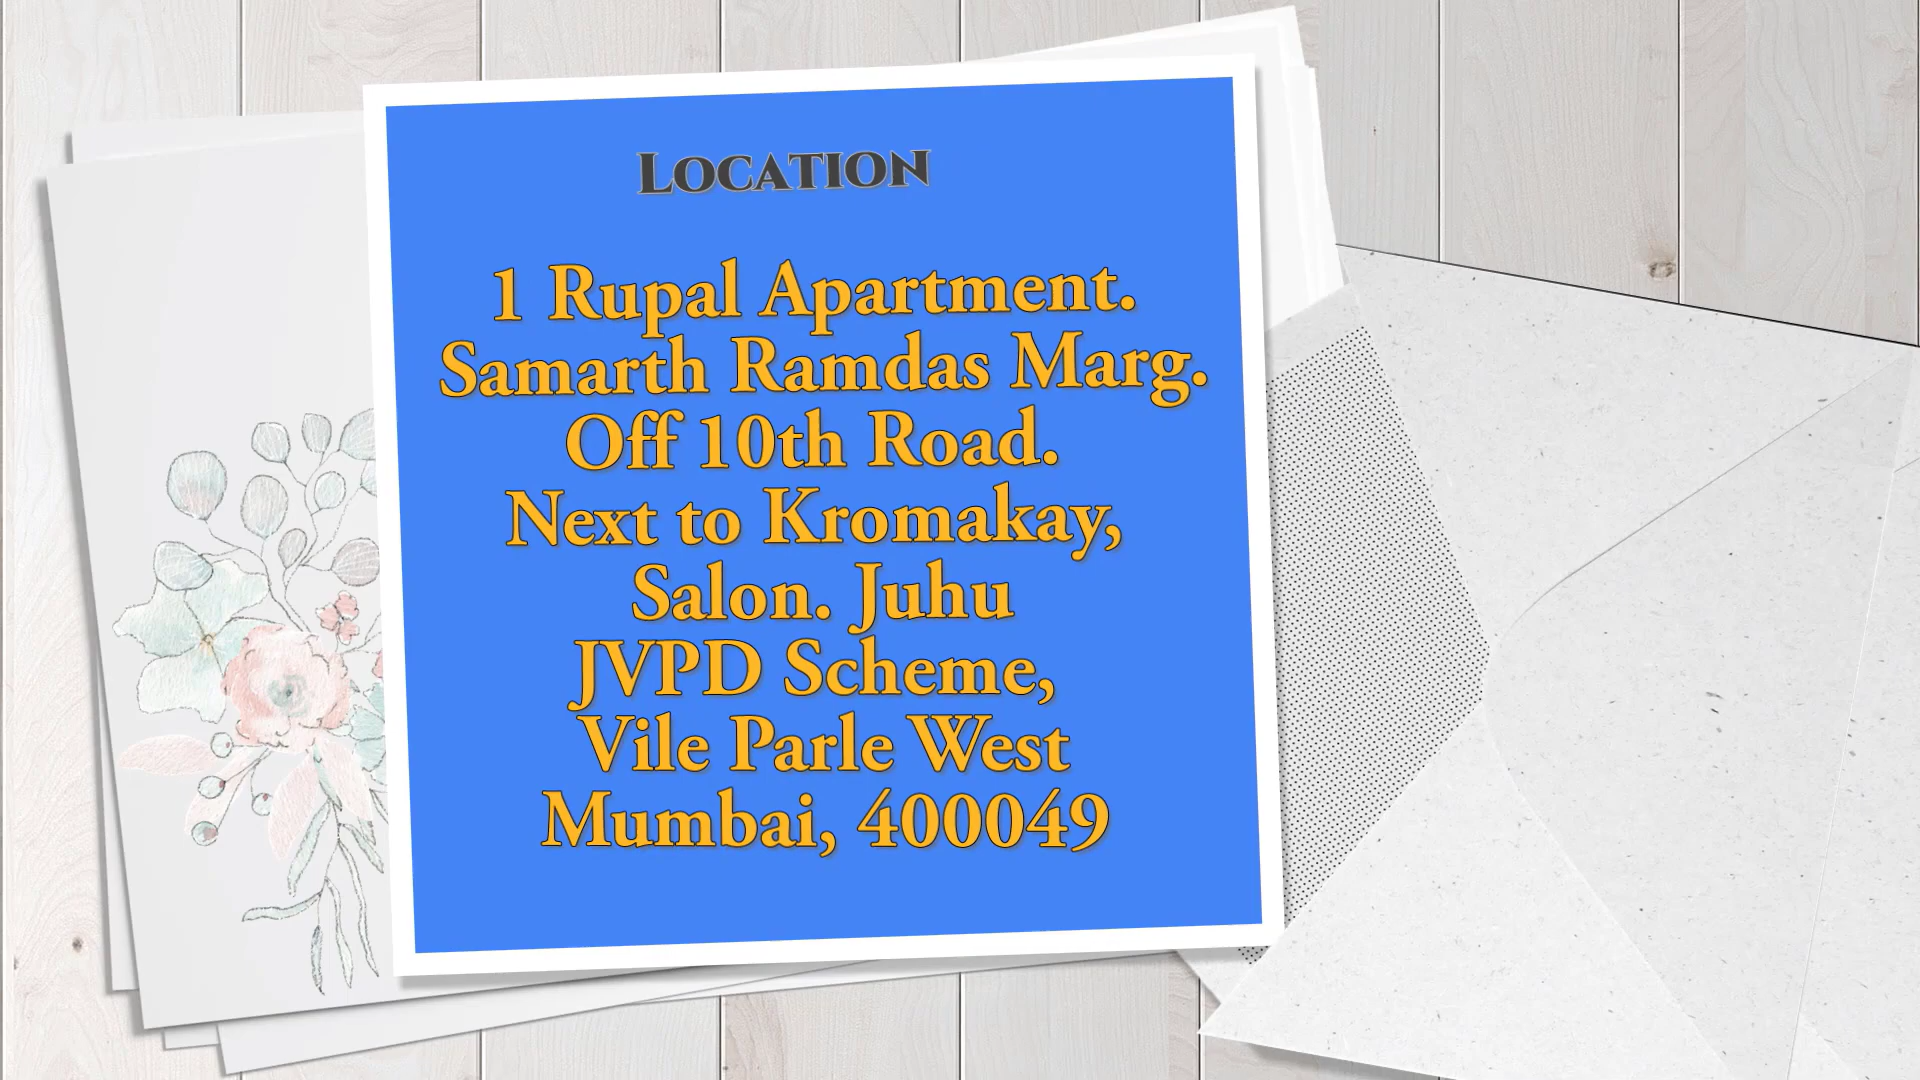 Location
1 Rupal Apartment.
Samarth Ramdas Marg.
Off 10th Road.
Next to Kromakay,
Salon. Juhu
JVPD Scheme,
Vile Parle West
Mumbai, 400049